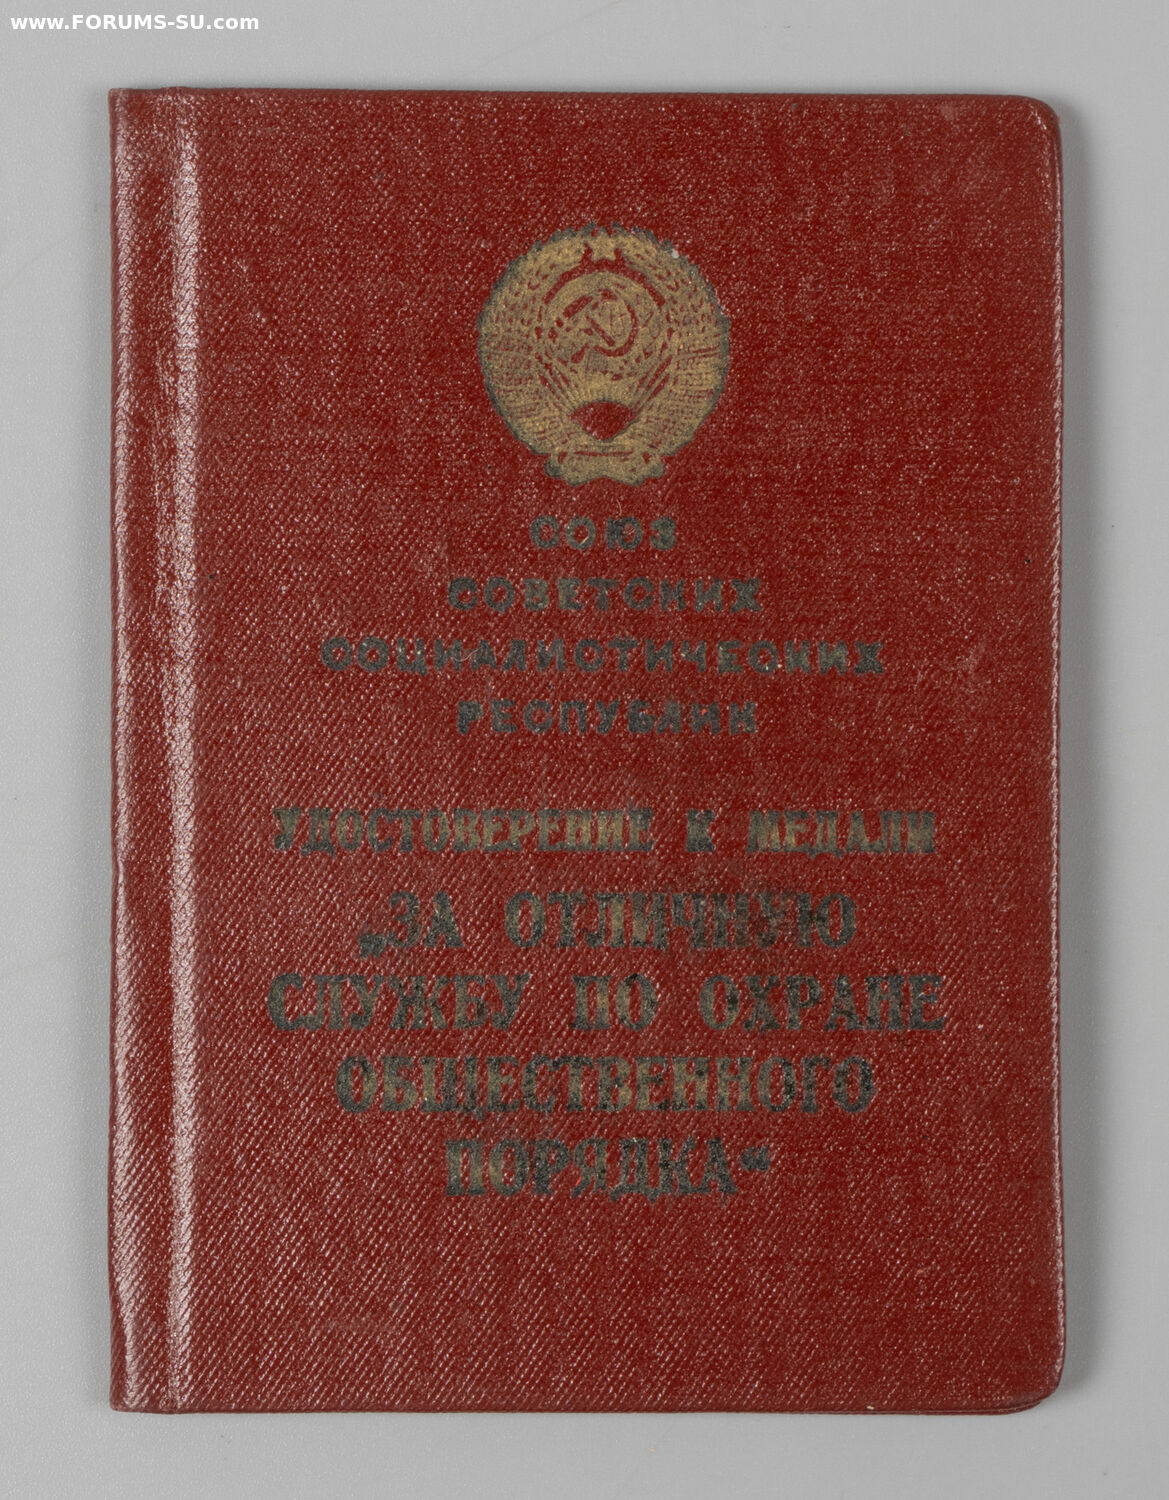 www.FORUMS-SU.com
СОЮЗ
СОВЕТСКИХ
СОЦИАЛИСТИЧЕСКИХ
РЕСПУБЛИК
УДОСТОВЕРЕНИЕ К МЕДАЛИ
„ЗА ОТЛИЧНУЮ
СЛУЖБУ ПО ОХРАНЕ
ОБЩЕСТВЕННОГО
ПОРЯДКА“